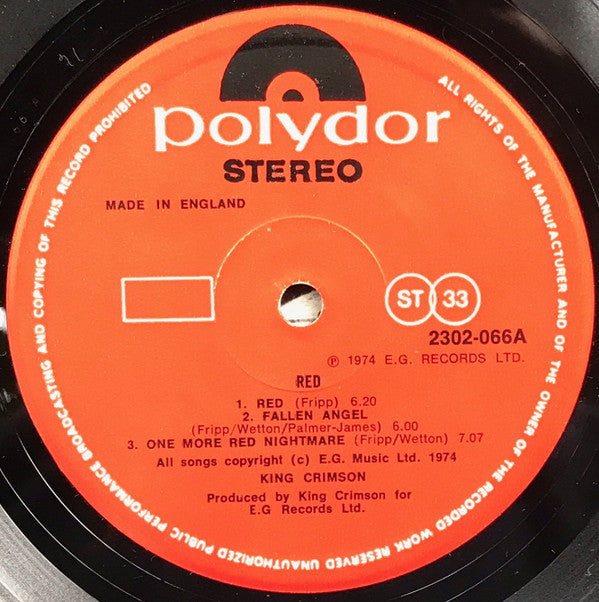 polydor
STEREO
MADE IN ENGLAND
ST 33
2302-066A
℗ 1974 E.G. RECORDS LTD.
RED
1. RED (Fripp) 6.20
2. FALLEN ANGEL
(Fripp/Wetton/Palmer-James) 6.00
3. ONE MORE RED NIGHTMARE (Fripp/Wetton) 7.07
All songs copyright (c) E.G. Music Ltd. 1974
KING CRIMSON
Produced by King Crimson for
E.G Records Ltd.
ALL RIGHTS OF THE MANUFACTURER AND OF THE OWNER OF THE RECORDED WORK RESERVED UNAUTHORIZED PUBLIC PERFORMANCE BROADCASTING AND COPYING OF THIS RECORD PROHIBITED